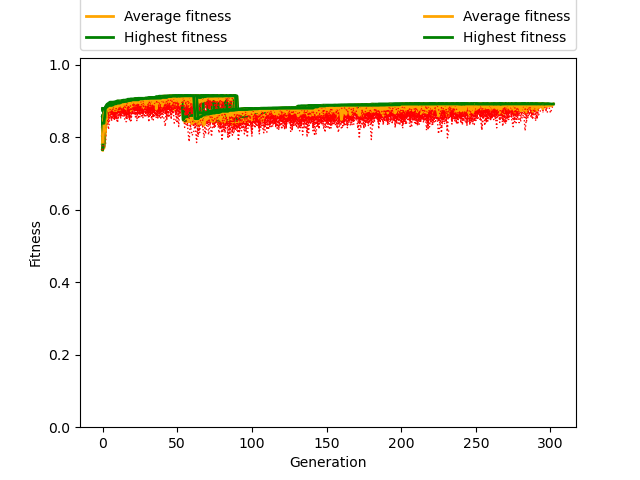 Average fitness Average fitness
Highest fitness Highest fitness
1.0
0.8
0.6
0.4
0.2
0.0
0 50 100 150 200 250 300
Fitness
Generation